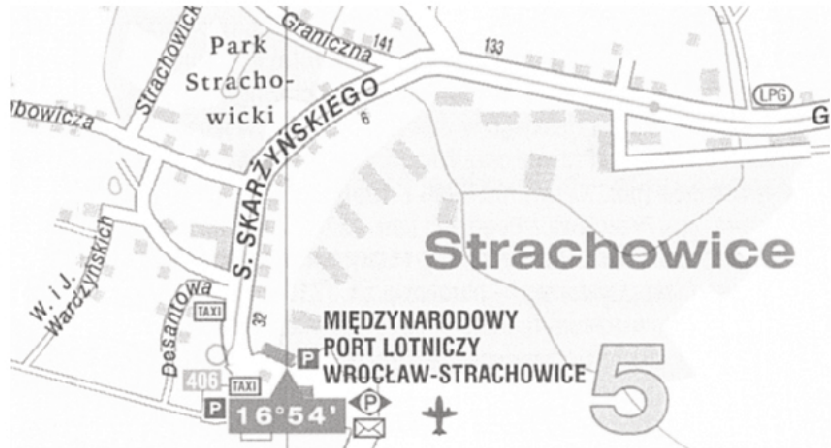 Strachowick
Graniczna
141
133
Park
Stracho-
wicki
LPG
G
bowicza
S. SKARŻYŃSKIEGO
6
Strachowice
W. i J.
Wardzyńskich
Desantowa
TAXI
32
MIĘDZYNARODOWY
PORT LOTNICZY
WROCŁAW-STRACHOWICE
P
5
406
TAXI
P
16°54'
P